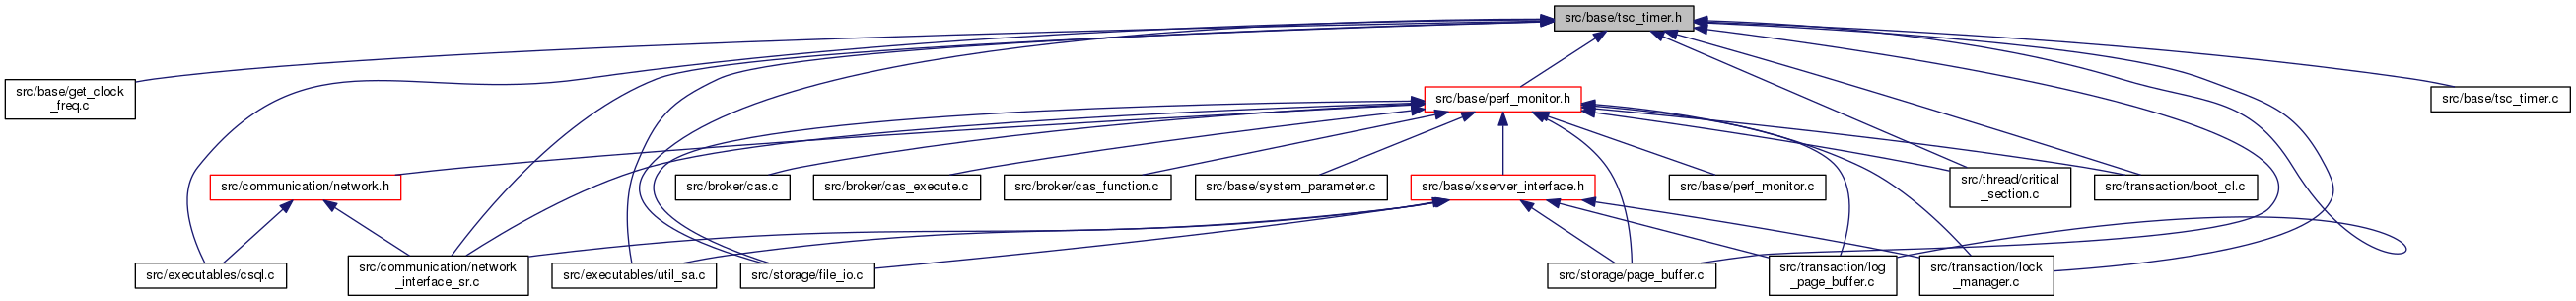 src/base/tsc_timer.h
src/base/get_clock
_freq.c
src/base/perf_monitor.h
src/base/tsc_timer.c
src/communication/network.h
src/broker/cas.c
src/broker/cas_execute.c
src/broker/cas_function.c
src/base/system_parameter.c
src/base/xserver_interface.h
src/base/perf_monitor.c
src/thread/critical
_section.c
src/transaction/boot_cl.c
src/executables/csql.c
src/communication/network
_interface_sr.c
src/executables/util_sa.c
src/storage/file_io.c
src/storage/page_buffer.c
src/transaction/log
_page_buffer.c
src/transaction/lock
_manager.c